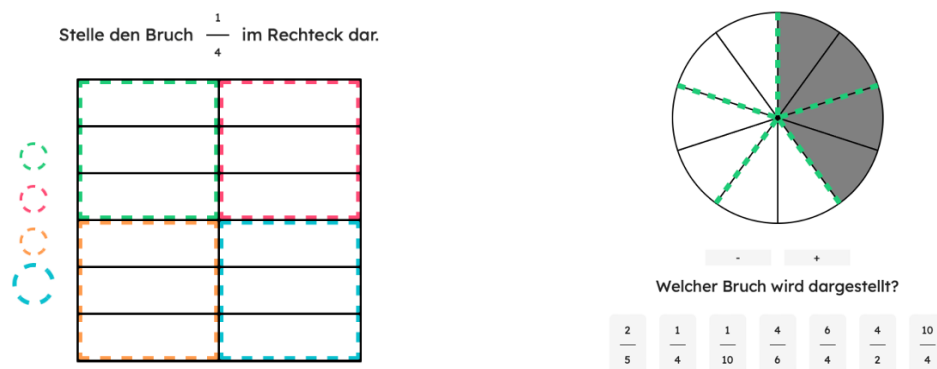 Stelle den Bruch 1/4 im Rechteck dar.
- +
Welcher Bruch wird dargestellt?
2/5 1/4 1/10 4/6 6/4 4/2 10/4